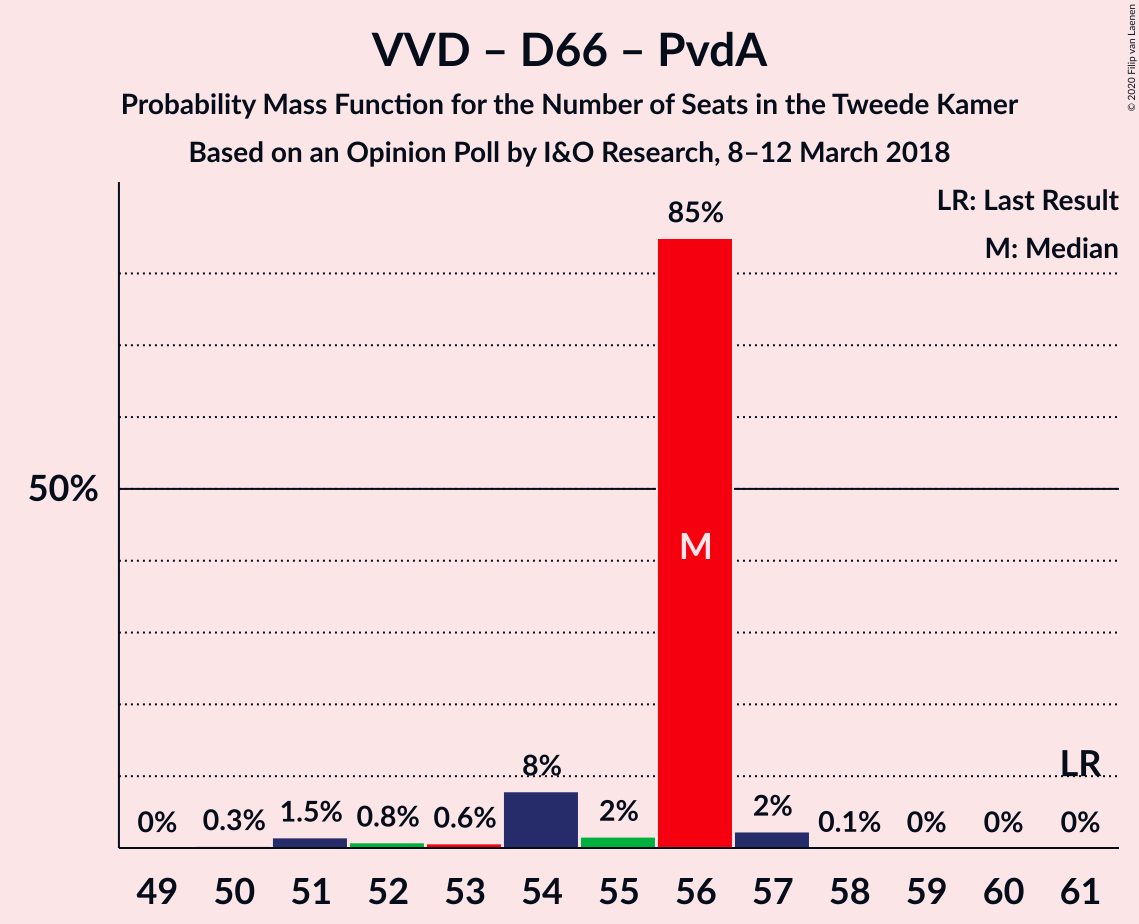 VVD – D66 – PvdA
Probability Mass Function for the Number of Seats in the Tweede Kamer
Based on an Opinion Poll by I&O Research, 8–12 March 2018
© 2020 Filip van Laenen
LR: Last Result
M: Median
85%
50%
M
LR
8%
0% 0.3% 1.5% 0.8% 0.6% 2% 2% 0.1% 0% 0% 0%
49 50 51 52 53 54 55 56 57 58 59 60 61